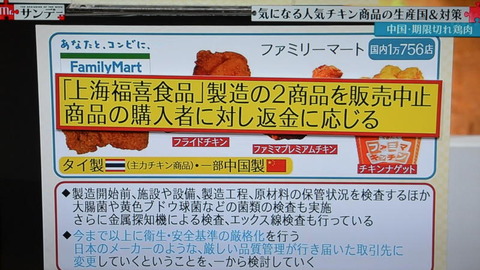 Mr.サンデー
気になる人気チキン商品の生産国&対策
中国・期限切れ鶏肉
あなたと、コンビに、
FamilyMart
ファミリーマート
国内1万756店
「上海福喜食品」製造の2商品を販売中止
商品の購入者に対し返金に応じる
フライドチキン
ファミマプレミアムチキン
チキンナゲット
タイ製
(主力チキン商品)・一部中国製
●製造開始前、施設や設備、製造工程、原材料の保管状況を検査するほか
大腸菌や黄色ブドウ球菌などの菌類の検査も実施
さらに金属探知機による検査、エックス線検査も行っている
●今まで以上に衛生・安全基準の厳格化を行う
日本のメーカーのような、厳しい品質管理が行き届いた取引先に
変更していくということを、一から検討していく